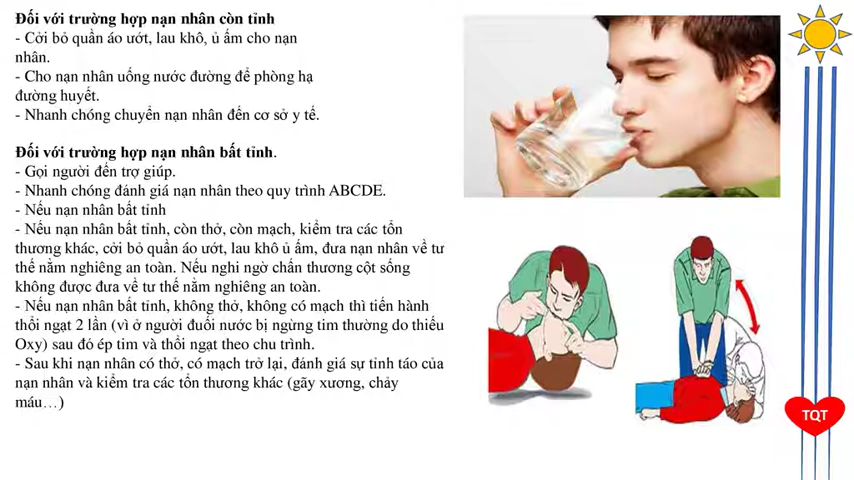 Đối với trường hợp nạn nhân còn tỉnh
- Cởi bỏ quần áo ướt, lau khô, ủ ấm cho nạn
nhân.
- Cho nạn nhân uống nước đường để phòng hạ
đường huyết.
- Nhanh chóng chuyển nạn nhân đến cơ sở y tế.
Đối với trường hợp nạn nhân bất tỉnh.
- Gọi người đến trợ giúp.
- Nhanh chóng đánh giá nạn nhân theo quy trình ABCDE.
- Nếu nạn nhân bất tỉnh
- Nếu nạn nhân bất tỉnh, còn thở, còn mạch, kiểm tra các tổn
thương khác, cởi bỏ quần áo ướt, lau khô ủ ấm, đưa nạn nhân về tư
thế nằm nghiêng an toàn. Nếu nghi ngờ chấn thương cột sống
không được đưa về tư thế nằm nghiêng an toàn.
- Nếu nạn nhân bất tỉnh, không thở, không có mạch thì tiến hành
thổi ngạt 2 lần (vì ở người đuối nước bị ngừng tim thường do thiếu
Oxy) sau đó ép tim và thổi ngạt theo chu trình.
- Sau khi nạn nhân có thở, có mạch trở lại, đánh giá sự tỉnh táo của
nạn nhân và kiểm tra các tổn thương khác (gãy xương, chảy
máu…)
TQT